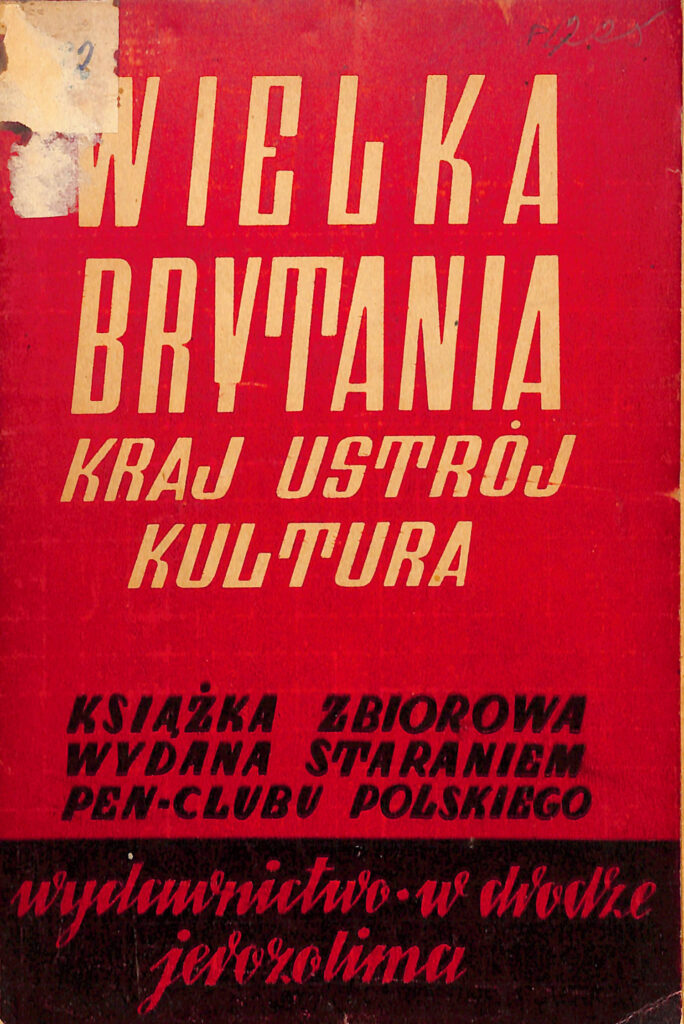 WIELKA
BRYTANIA
KRAJ USTRÓJ
KULTURA
KSIĄŻKA ZBIOROWA
WYDANA STARANIEM
PEN-CLUBU POLSKIEGO
wydawnictwo·w drodze
jerozolima